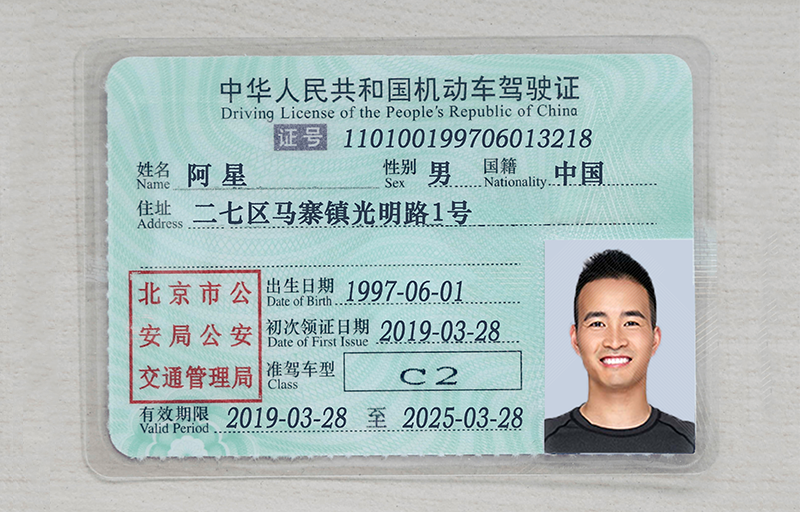 中华人民共和国机动车驾驶证
Driving License of the People's Republic of China
证号 110100199706013218
姓名 阿星 性别 男 国籍 中国
Name Sex Nationality
住址 二七区马寨镇光明路1号
Address
北京市公
安局公安
交通管理局
出生日期 1997-06-01
Date of Birth
初次领证日期 2019-03-28
Date of First Issue
准驾车型 C2
Class
有效期限 2019-03-28 至 2025-03-28
Valid Period